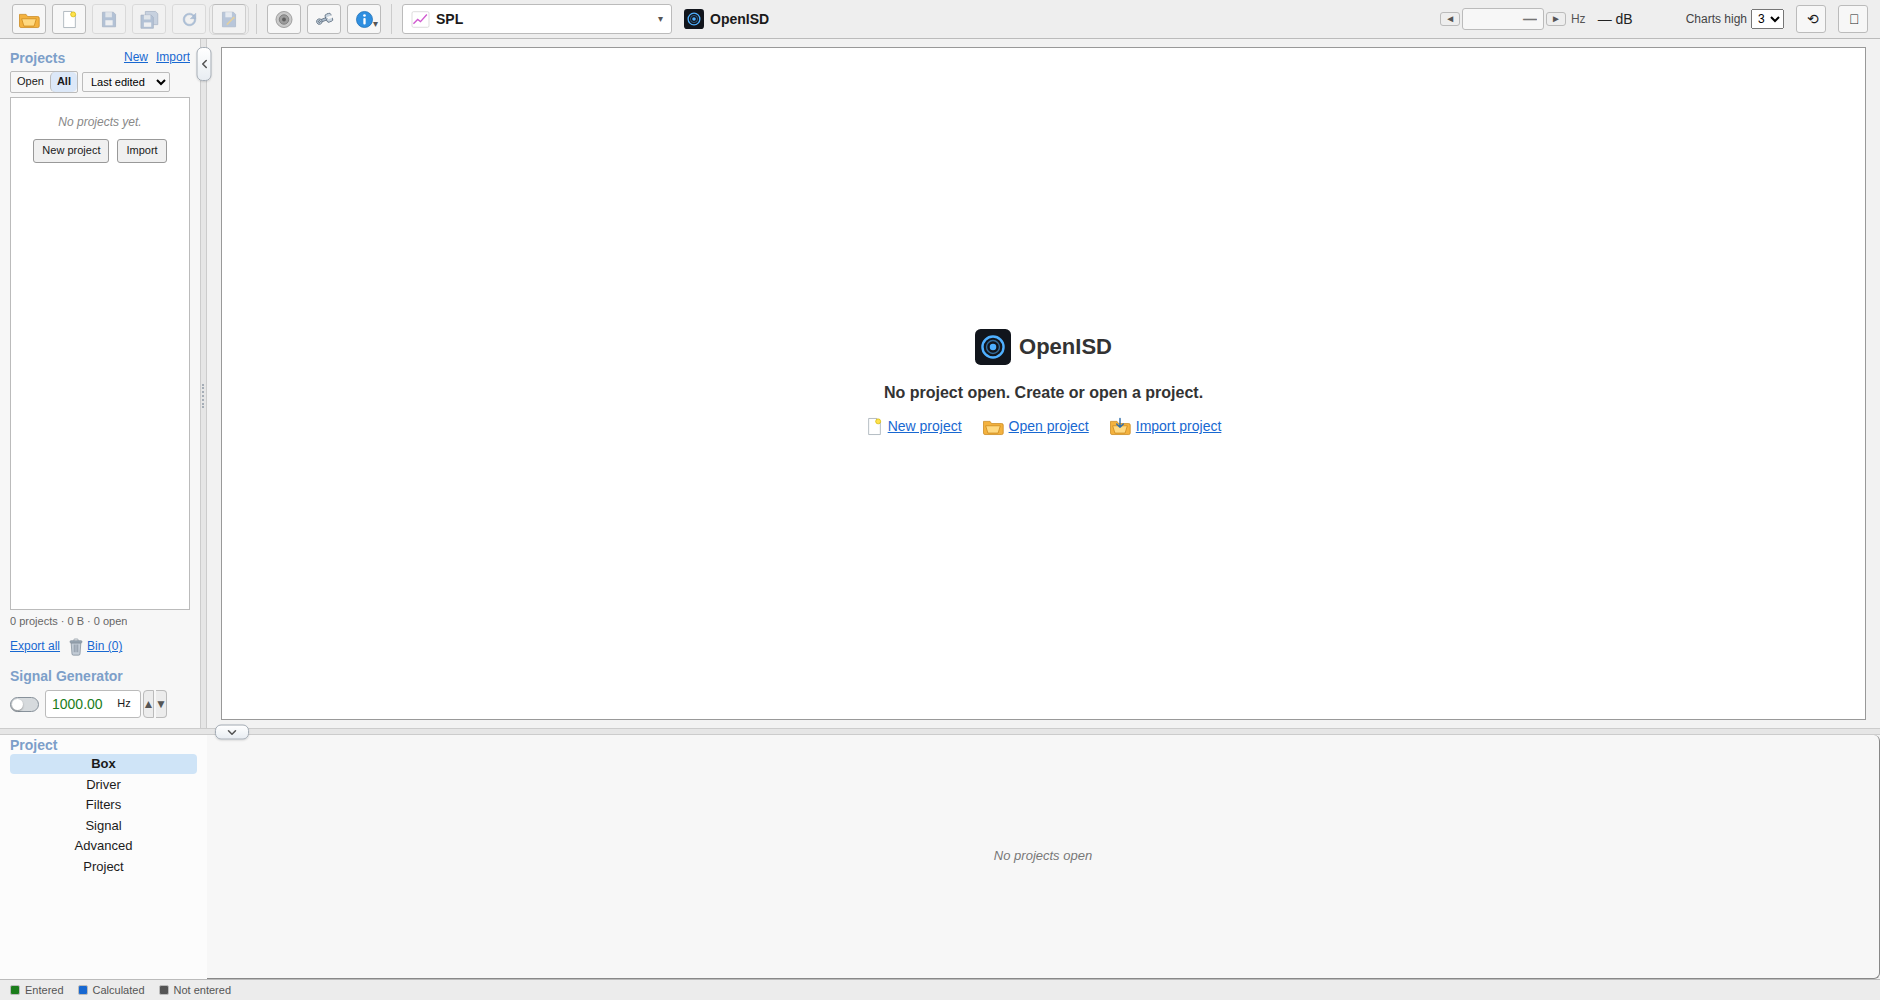 SPL
OpenISD
— Hz — dB
Charts high 3
Projects New Import
Open All Last edited
No projects yet.
New project Import
OpenISD
No project open. Create or open a project.
New project Open project Import project
0 projects · 0 B · 0 open
Export all Bin (0)
Signal Generator
1000.00 Hz
Project
Box
Driver
Filters
Signal
Advanced
Project
No projects open
Entered Calculated Not entered